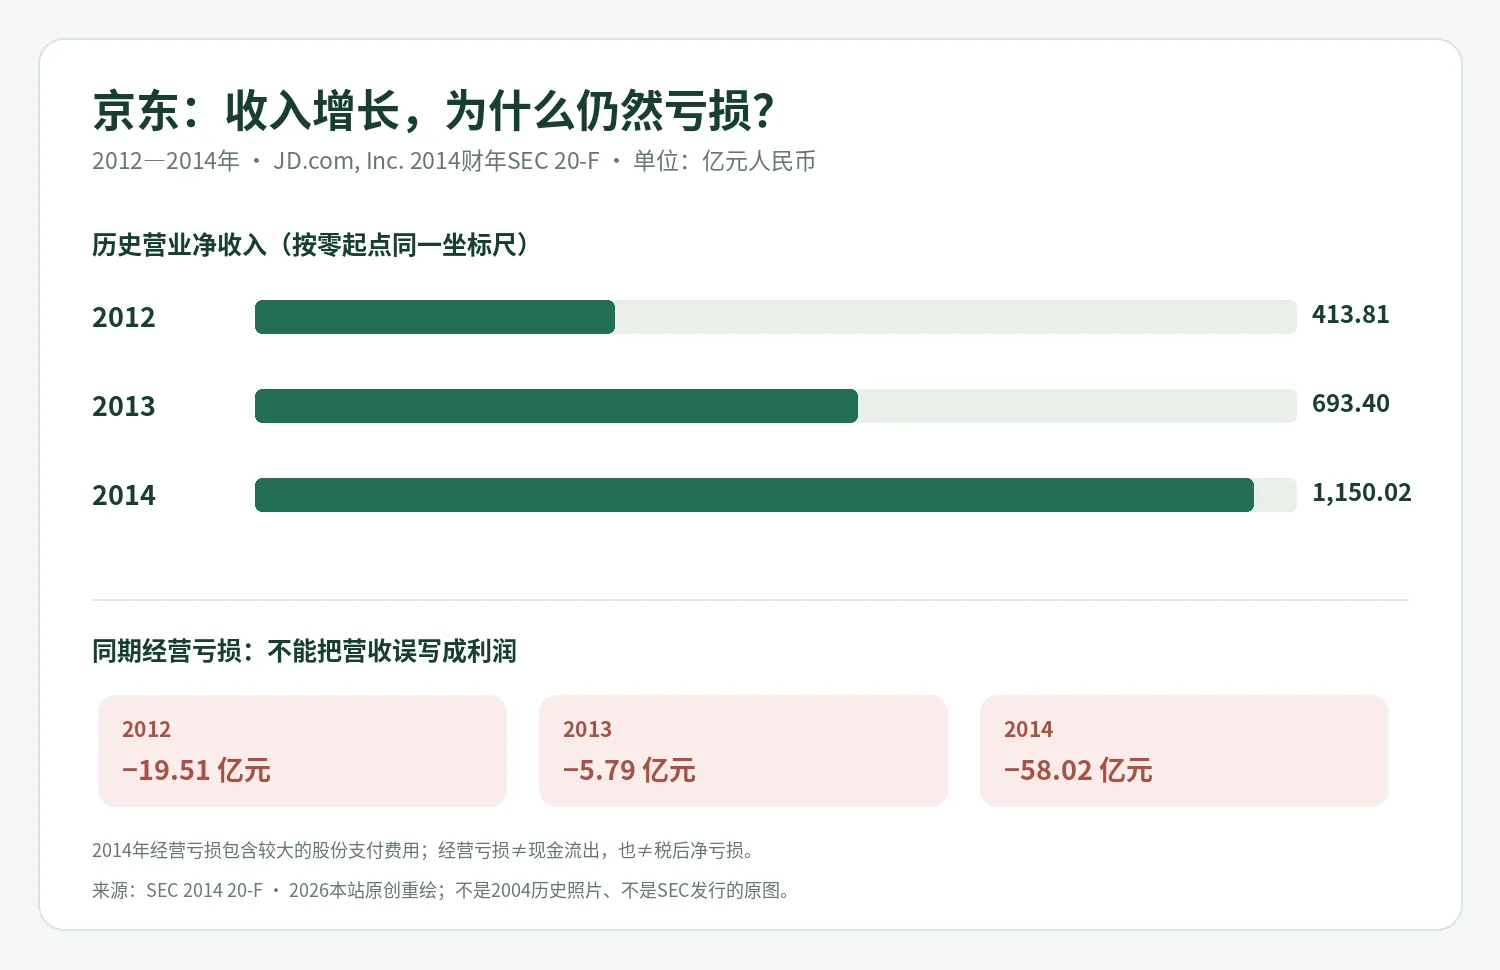 京东：收入增长，为什么仍然亏损？
2012—2014年 · JD.com, Inc. 2014财年SEC 20-F · 单位：亿元人民币
历史营业净收入（按零起点同一坐标尺）
2012 413.81
2013 693.40
2014 1,150.02
同期经营亏损：不能把营收误写成利润
2012 2013 2014
−19.51 亿元 −5.79 亿元 −58.02 亿元
2014年经营亏损包含较大的股份支付费用；经营亏损≠现金流出，也≠税后净亏损。
来源：SEC 2014 20-F · 2026本站原创重绘；不是2004历史照片、不是SEC发行的原图。